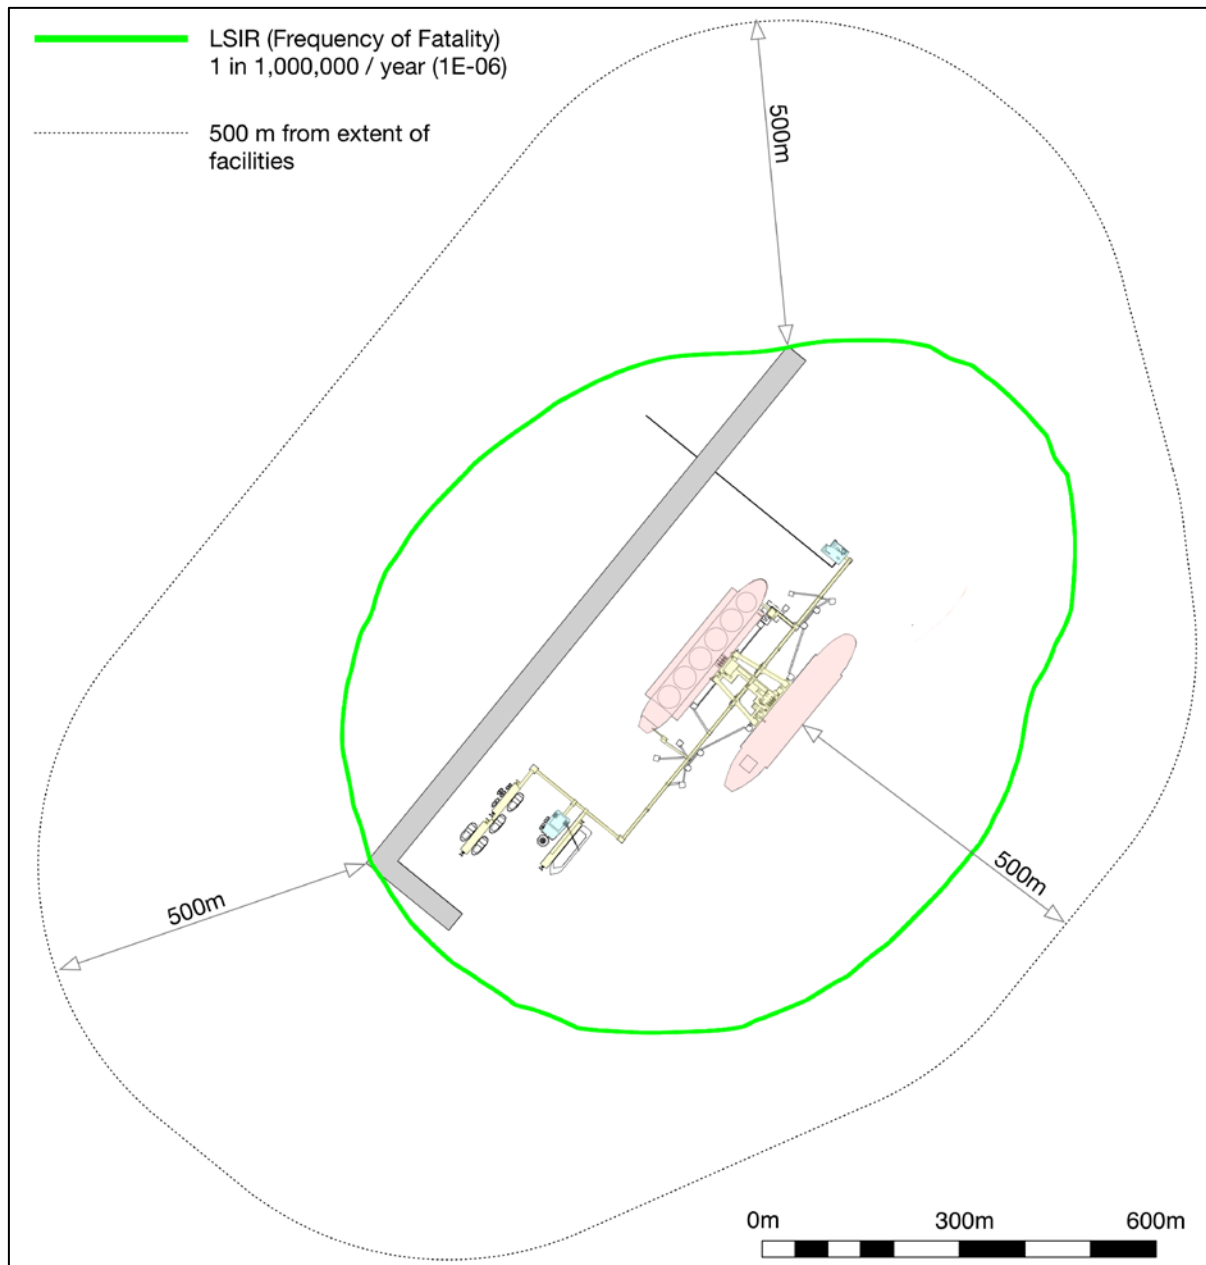 LSIR (Frequency of Fatality)
1 in 1,000,000 / year (1E-06)
500 m from extent of
facilities
500m
500m
500m
0m 300m 600m